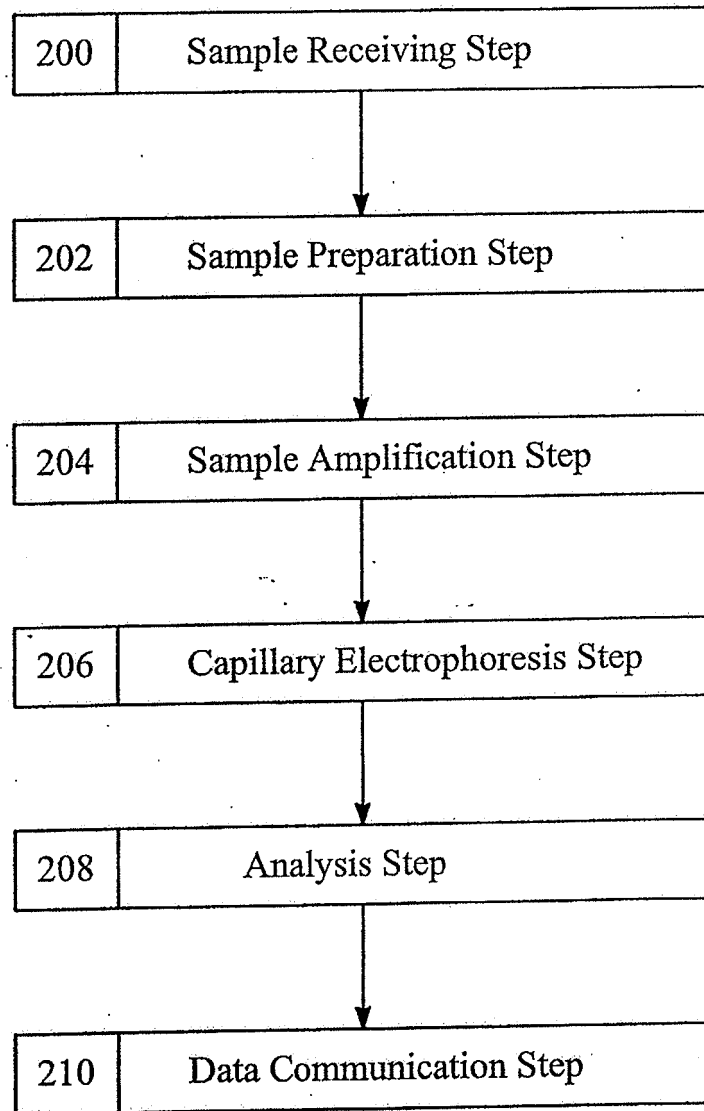 200 Sample Receiving Step
202 Sample Preparation Step
204 Sample Amplification Step
206 Capillary Electrophoresis Step
208 Analysis Step
210 Data Communication Step